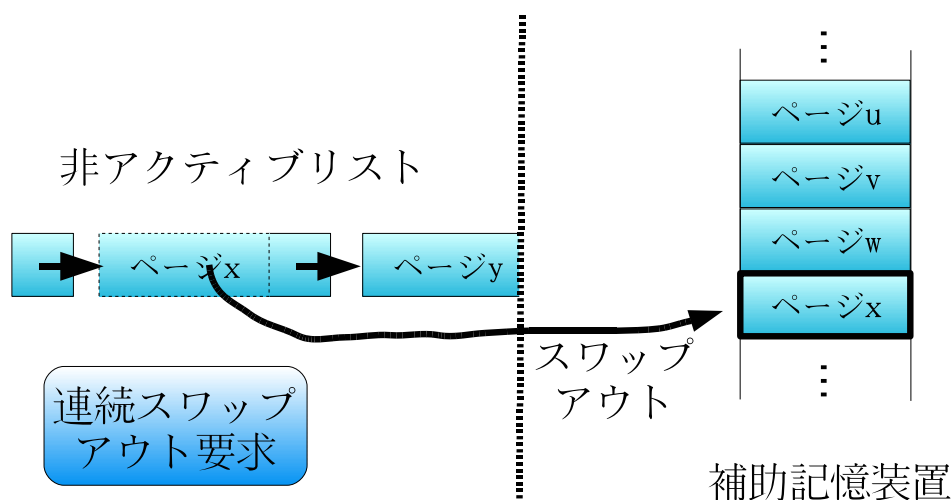 非アクティブリスト
ページx
ページy
連続スワップ
アウト要求
スワップ
アウト
ページu
ページv
ページw
ページx
補助記憶装置